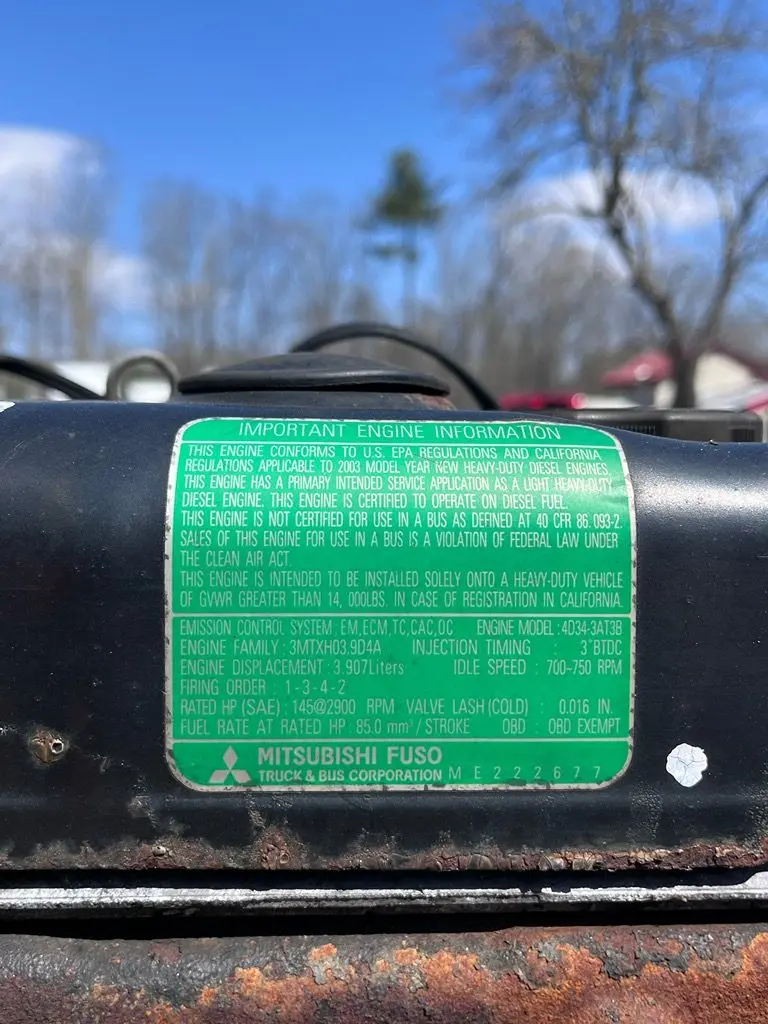 IMPORTANT ENGINE INFORMATION
THIS ENGINE CONFORMS TO U.S. EPA REGULATIONS AND CALIFORNIA
REGULATIONS APPLICABLE TO 2003 MODEL YEAR NEW HEAVY-DUTY DIESEL ENGINES.
THIS ENGINE HAS A PRIMARY INTENDED SERVICE APPLICATION AS A LIGHT HEAVY-DUTY
DIESEL ENGINE. THIS ENGINE IS CERTIFIED TO OPERATE ON DIESEL FUEL.
THIS ENGINE IS NOT CERTIFIED FOR USE IN A BUS AS DEFINED AT 40 CFR 86.093-2.
SALES OF THIS ENGINE FOR USE IN A BUS IS A VIOLATION OF FEDERAL LAW UNDER
THE CLEAN AIR ACT.
THIS ENGINE IS INTENDED TO BE INSTALLED SOLELY ONTO A HEAVY-DUTY VEHICLE
OF GVWR GREATER THAN 14, 000LBS. IN CASE OF REGISTRATION IN CALIFORNIA.
EMISSION CONTROL SYSTEM: EM,ECM,TC,CAC,OC ENGINE MODEL: 4D34-3AT3B
ENGINE FAMILY: 3MTXH03.9D4A INJECTION TIMING : 3°BTDC
ENGINE DISPLACEMENT: 3.907Liters IDLE SPEED : 700~750 RPM
FIRING ORDER : 1-3-4-2
RATED HP (SAE): 145@2900 RPM VALVE LASH (COLD) : 0.016 IN.
FUEL RATE AT RATED HP: 85.0 mm³/STROKE OBD : OBD EXEMPT
MITSUBISHI FUSO
TRUCK & BUS CORPORATION ME222677